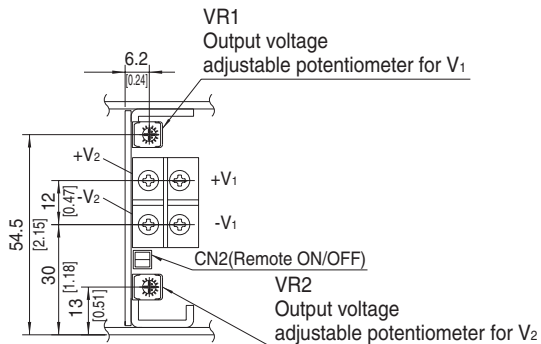 VR1
Output voltage
adjustable potentiometer for V1
6.2
[0.24]
+V2
+V1
-V2
-V1
12
[0.47]
54.5
[2.15]
30
[1.18]
13
[0.51]
CN2(Remote ON/OFF)
VR2
Output voltage
adjustable potentiometer for V2